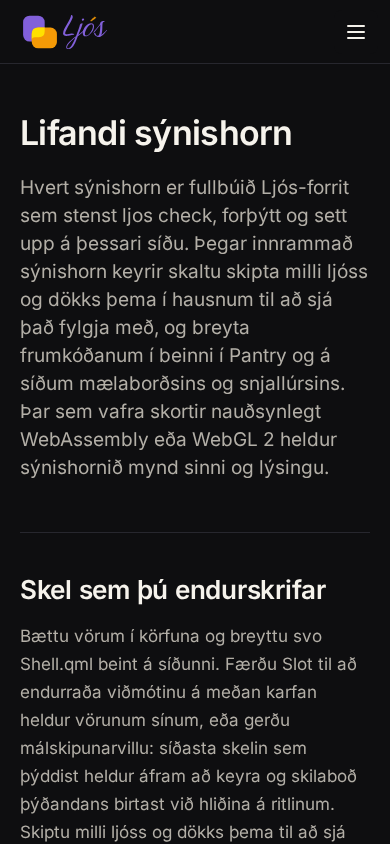 Ljós
Lifandi sýnishorn
Hvert sýnishorn er fullbúið Ljós-forrit
sem stenst ljos check, forþýtt og sett
upp á þessari síðu. Þegar innrammað
sýnishorn keyrir skaltu skipta milli ljóss
og dökks þema í hausnum til að sjá
það fylgja með, og breyta
frumkóðanum í beinni í Pantry og á
síðum mælaborðsins og snjallúrsins.
Þar sem vafra skortir nauðsynlegt
WebAssembly eða WebGL 2 heldur
sýnishornið mynd sinni og lýsingu.
Skel sem þú endurskrifar
Bættu vörum í körfuna og breyttu svo
Shell.qml beint á síðunni. Færðu Slot til að
endurraða viðmótinu á meðan karfan
heldur vörunum sínum, eða gerðu
málskipunarvillu: síðasta skelin sem
þýddist heldur áfram að keyra og skilaboð
þýðandans birtast við hliðina á ritlinum.
Skiptu milli ljóss og dökks þema til að sjá